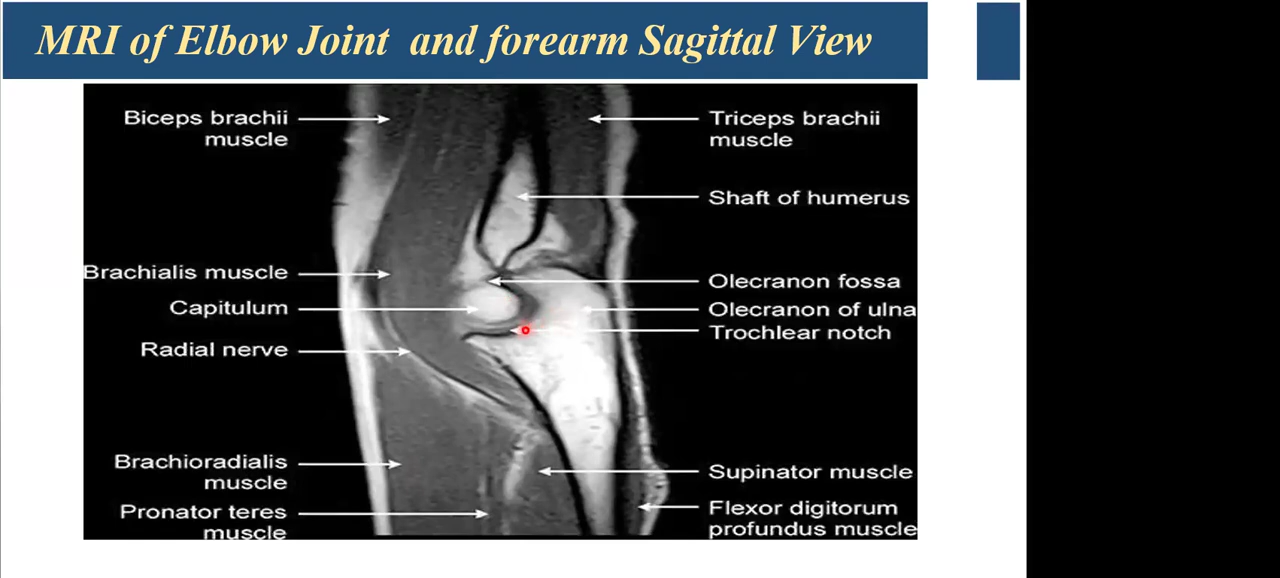 MRI of Elbow Joint and forearm Sagittal View
Biceps brachii
muscle
Brachialis muscle
Capitulum
Radial nerve
Brachioradialis
muscle
Pronator teres
muscle
Triceps brachii
muscle
Shaft of humerus
Olecranon fossa
Olecranon of ulna
Trochlear notch
Supinator muscle
Flexor digitorum
profundus muscle